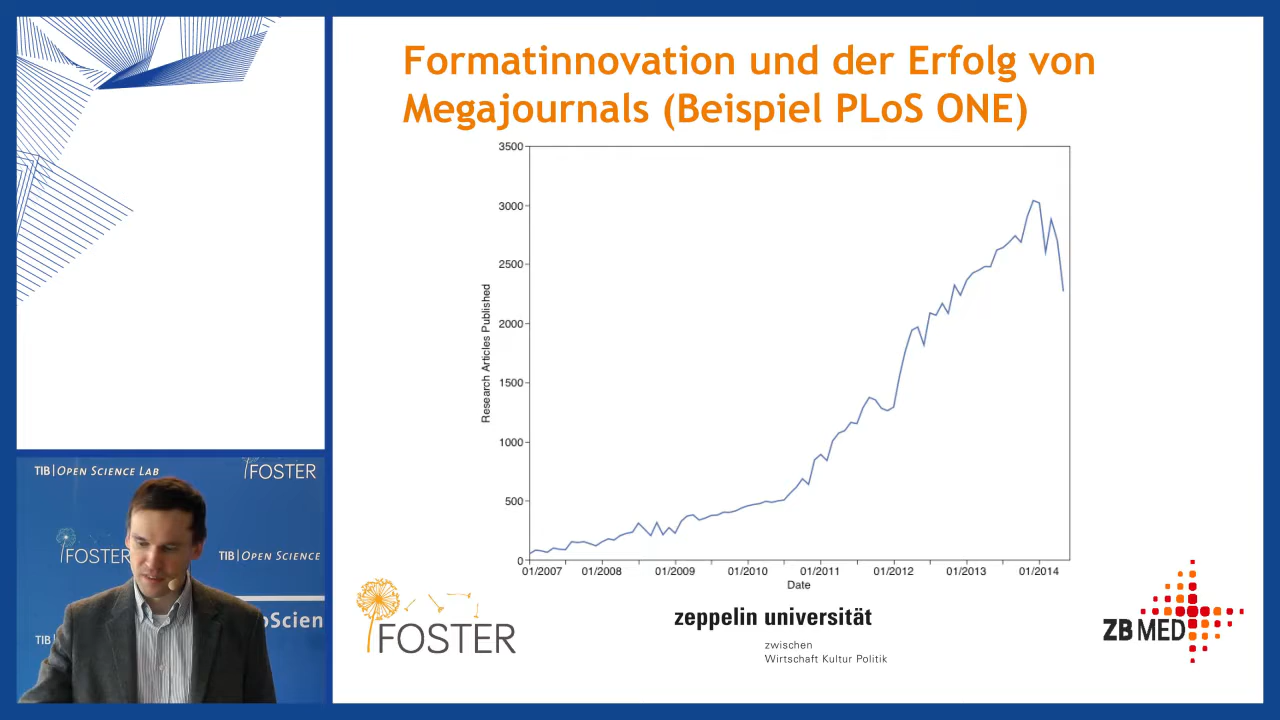 Formatinnovation und der Erfolg von
Megajournals (Beispiel PLoS ONE)
3500
3000
2500
2000
1500
1000
500
0
Research Articles Published
01/2007 01/2008 01/2009 01/2010 01/2011 01/2012 01/2013 01/2014
Date
FOSTER
zeppelin universität
zwischen
Wirtschaft Kultur Politik
ZB MED
TIB|OPEN SCIENCE LAB
FOSTER
FOSTER
TIB|OPEN SCIENCE
oScien
TIB|